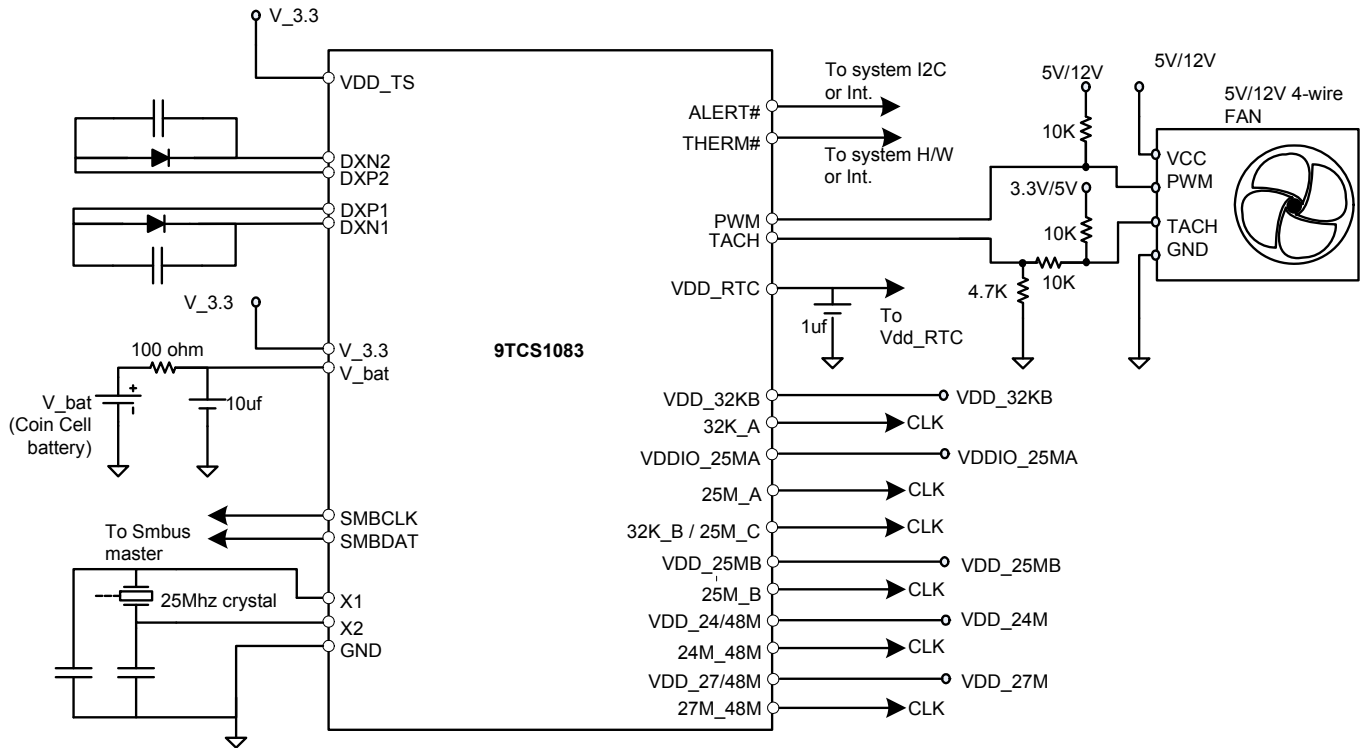 V_3.3
VDD_TS
DXN2
DXP2
DXP1
DXN1
V_3.3
V_3.3
100 ohm
V_bat
V_bat
(Coin Cell
battery)
10uf
SMBCLK
SMBDAT
To Smbus
master
25Mhz crystal
X1
X2
GND
9TCS1083
ALERT#
To system I2C
or Int.
THERM#
To system H/W
or Int.
PWM
TACH
VDD_RTC
1uf
To
Vdd_RTC
5V/12V
10K
3.3V/5V
10K
10K
4.7K
5V/12V
5V/12V 4-wire
FAN
VCC
PWM
TACH
GND
VDD_32KB
VDD_32KB
32K_A
CLK
VDDIO_25MA
VDDIO_25MA
25M_A
CLK
32K_B / 25M_C
CLK
VDD_25MB
VDD_25MB
25M_B
CLK
VDD_24/48M
VDD_24M
24M_48M
CLK
VDD_27/48M
VDD_27M
27M_48M
CLK